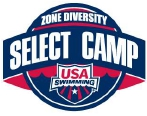 ZONE DIVERSITY
SELECT CAMP
USA
SWIMMING